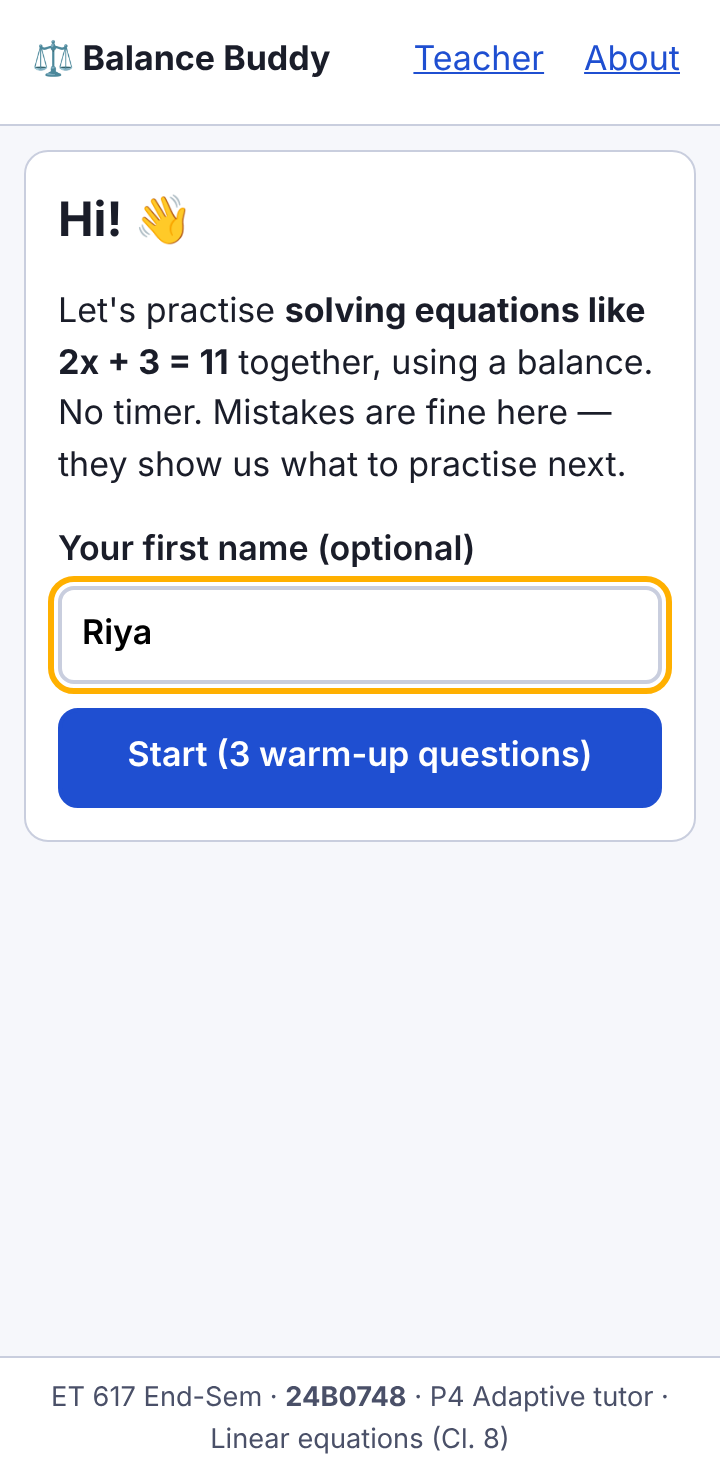 ⚖️ Balance Buddy Teacher About
Hi! 👋
Let's practise solving equations like
2x + 3 = 11 together, using a balance.
No timer. Mistakes are fine here —
they show us what to practise next.
Your first name (optional)
Riya
Start (3 warm-up questions)
ET 617 End-Sem · 24B0748 · P4 Adaptive tutor ·
Linear equations (Cl. 8)